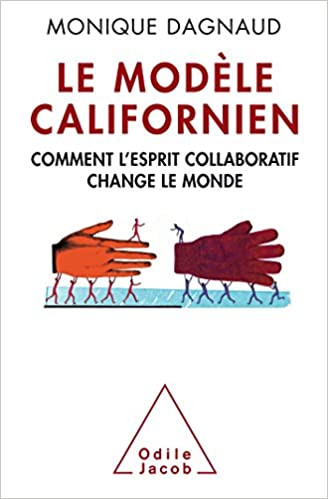 MONIQUE DAGNAUD
LE MODÈLE
CALIFORNIEN
COMMENT L'ESPRIT COLLABORATIF
CHANGE LE MONDE
Odile
Jacob